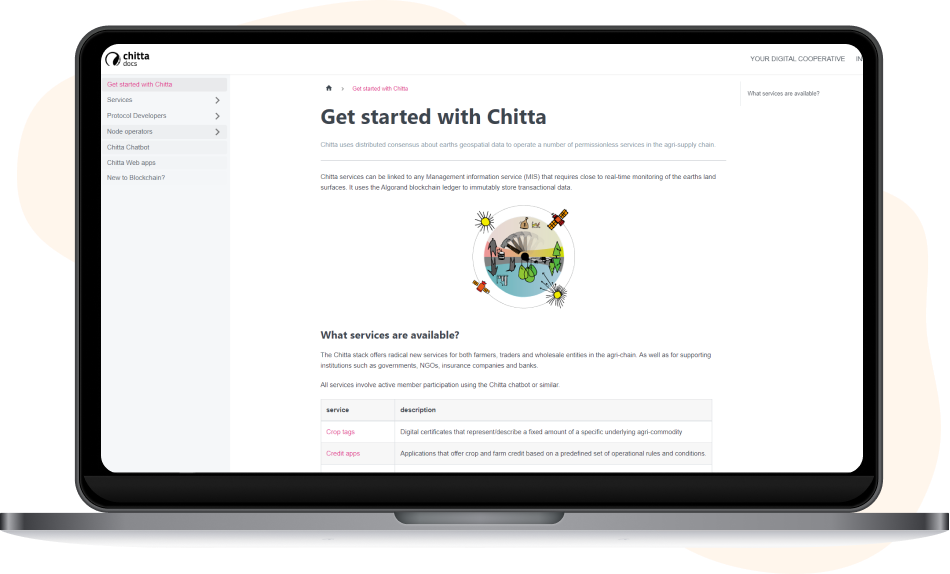 chitta
docs
YOUR DIGITAL COOPERATIVE IN
Get started with Chitta
Services
Protocol Developers
Node operators
Chitta Chatbot
Chitta Web apps
New to Blockchain?
Get started with Chitta
What services are available?
Get started with Chitta
Chitta uses distributed consensus about earths geospatial data to operate a number of permissionless services in the agri-supply chain.
Chitta services can be linked to any Management information service (MIS) that requires close to real-time monitoring of the earths land
surfaces. It uses the Algorand blockchain ledger to immutably store transactional data.
What services are available?
The Chitta stack offers radical new services for both farmers, traders and wholesale entities in the agri-chain. As well as for supporting
institutions such as governments, NGOs, insurance companies and banks.
All services involve active member participation using the Chitta chatbot or similar.
service description
Crop tags Digital certificates that represent/describe a fixed amount of a specific underlying agri-commodity
Credit apps Applications that offer crop and farm credit based on a predefined set of operational rules and conditions.